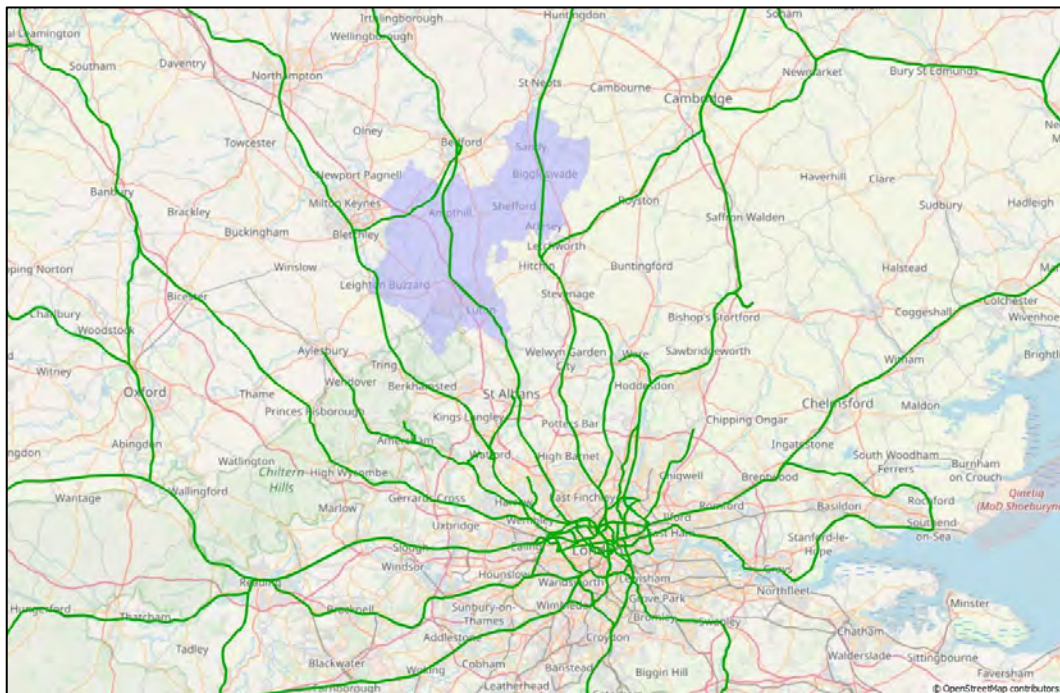 Irthlingborough
Huntingdon
Soham
Wellingborough
Southam
Daventry
Northampton
St Neots
Cambourne
Newmarket
Bury St Edmunds
Cambridge
Towcester
Olney
Bedford
Sandy
Banbury
Newport Pagnell
Biggleswade
Haverhill
Clare
Brackley
Milton Keynes
Ampthill
Shefford
Royston
Saffron Walden
Sudbury
Hadleigh
Buckingham
Bletchley
Arlesey
Letchworth
Winslow
Hitchin
Buntingford
Halstead
Bicester
Leighton Buzzard
Stevenage
Colchester
Charlbury
Luton
Bishop's Stortford
Coggeshall
Wivenhoe
Woodstock
Aylesbury
Welwyn Garden
City
Ware
Sawbridgeworth
Witham
Witney
Tring
Wendover
Berkhamsted
Hoddesdon
Oxford
Thame
St Albans
Chelmsford
Maldon
Princes Risborough
Kings Langley
Potters Bar
Chipping Ongar
Abingdon
Amersham
Watford
Ingatestone
Watlington
Chiltern
Hills
High Wycombe
High Barnet
Chigwell
Brentwood
South Woodham
Ferrers
Burnham
on Crouch
Wantage
Wallingford
Marlow
Gerrards Cross
Harrow
East Finchley
Romford
Basildon
Rochford
QinetiQ
(MoD Shoeburyn
Uxbridge
Wembley
Ilford
Southend
-on-Sea
Slough
Ealing
London
East Ham
Stanford-le-
Hope
Windsor
Grays
Reading
Hounslow
Wandsworth
Lewisham
Northfleet
Hungerford
Thatcham
Bracknell
Sunbury-on-
Thames
Wimbledon
Grove Park
Bromley
Swanley
Minster
Tadley
Addlestone
Croydon
Chatham
Sittingbourne
Blackwater
Woking
Cobham
Banstead
Biggin Hill
Walderslade
Faversham
Farnborough
Leatherhead
© OpenStreetMap contributors